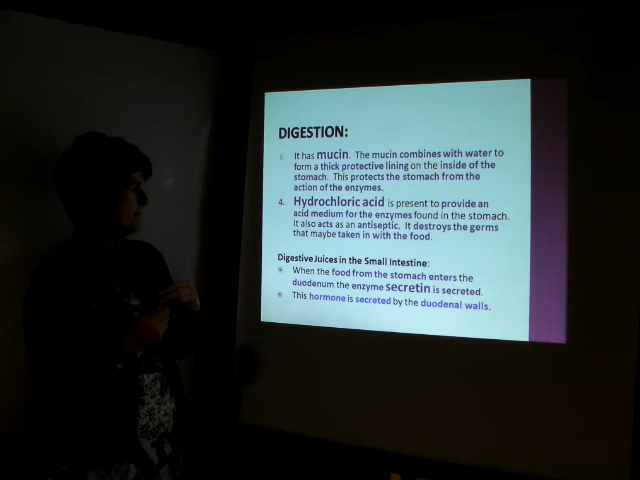 DIGESTION:
3. It has mucin. The mucin combines with water to
form a thick protective lining on the inside of the
stomach. This protects the stomach from the
action of the enzymes.
4. Hydrochloric acid is present to provide an
acid medium for the enzymes found in the stomach.
It also acts as an antiseptic. It destroys the germs
that maybe taken in with the food.
Digestive Juices in the Small Intestine:
When the food from the stomach enters the
duodenum the enzyme secretin is secreted.
This hormone is secreted by the duodenal walls.